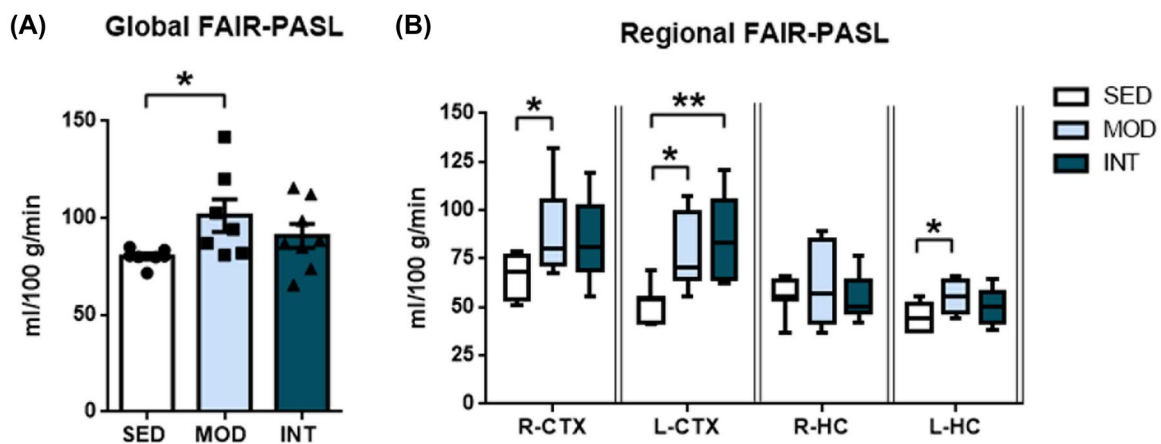 (A) Global FAIR-PASL
*
ml/100 g/min
150
100
50
0
SED MOD INT
(B) Regional FAIR-PASL
* ** * *
ml/100 g/min
150
125
100
75
50
25
0
R-CTX L-CTX R-HC L-HC
SED
MOD
INT